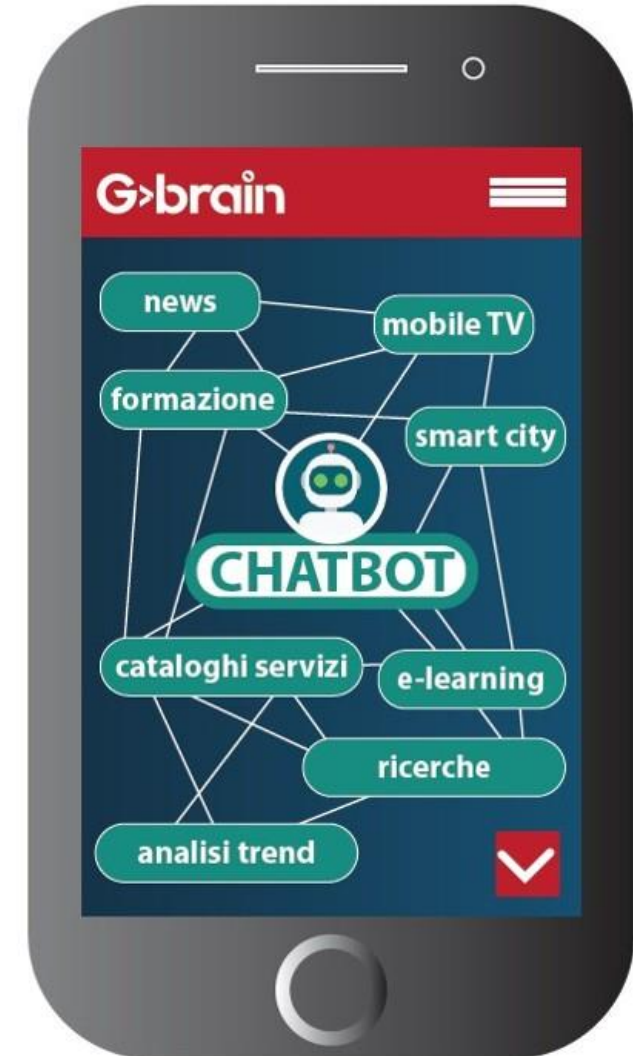 G>brain
news
mobile TV
formazione
smart city
CHATBOT
cataloghi servizi
e-learning
ricerche
analisi trend